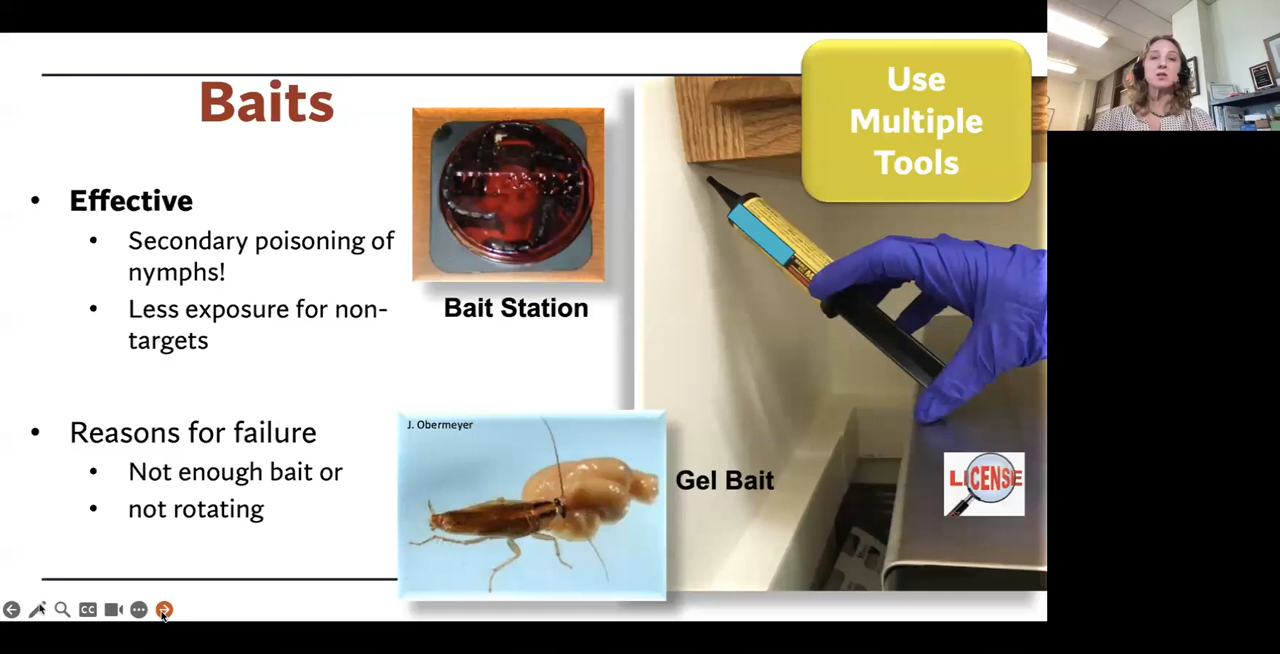 Baits
Use
Multiple
Tools
• Effective
• Secondary poisoning of
nymphs!
• Less exposure for non-
targets
Bait Station
• Reasons for failure
• Not enough bait or
• not rotating
J. Obermeyer
Gel Bait
LICENSE
CC